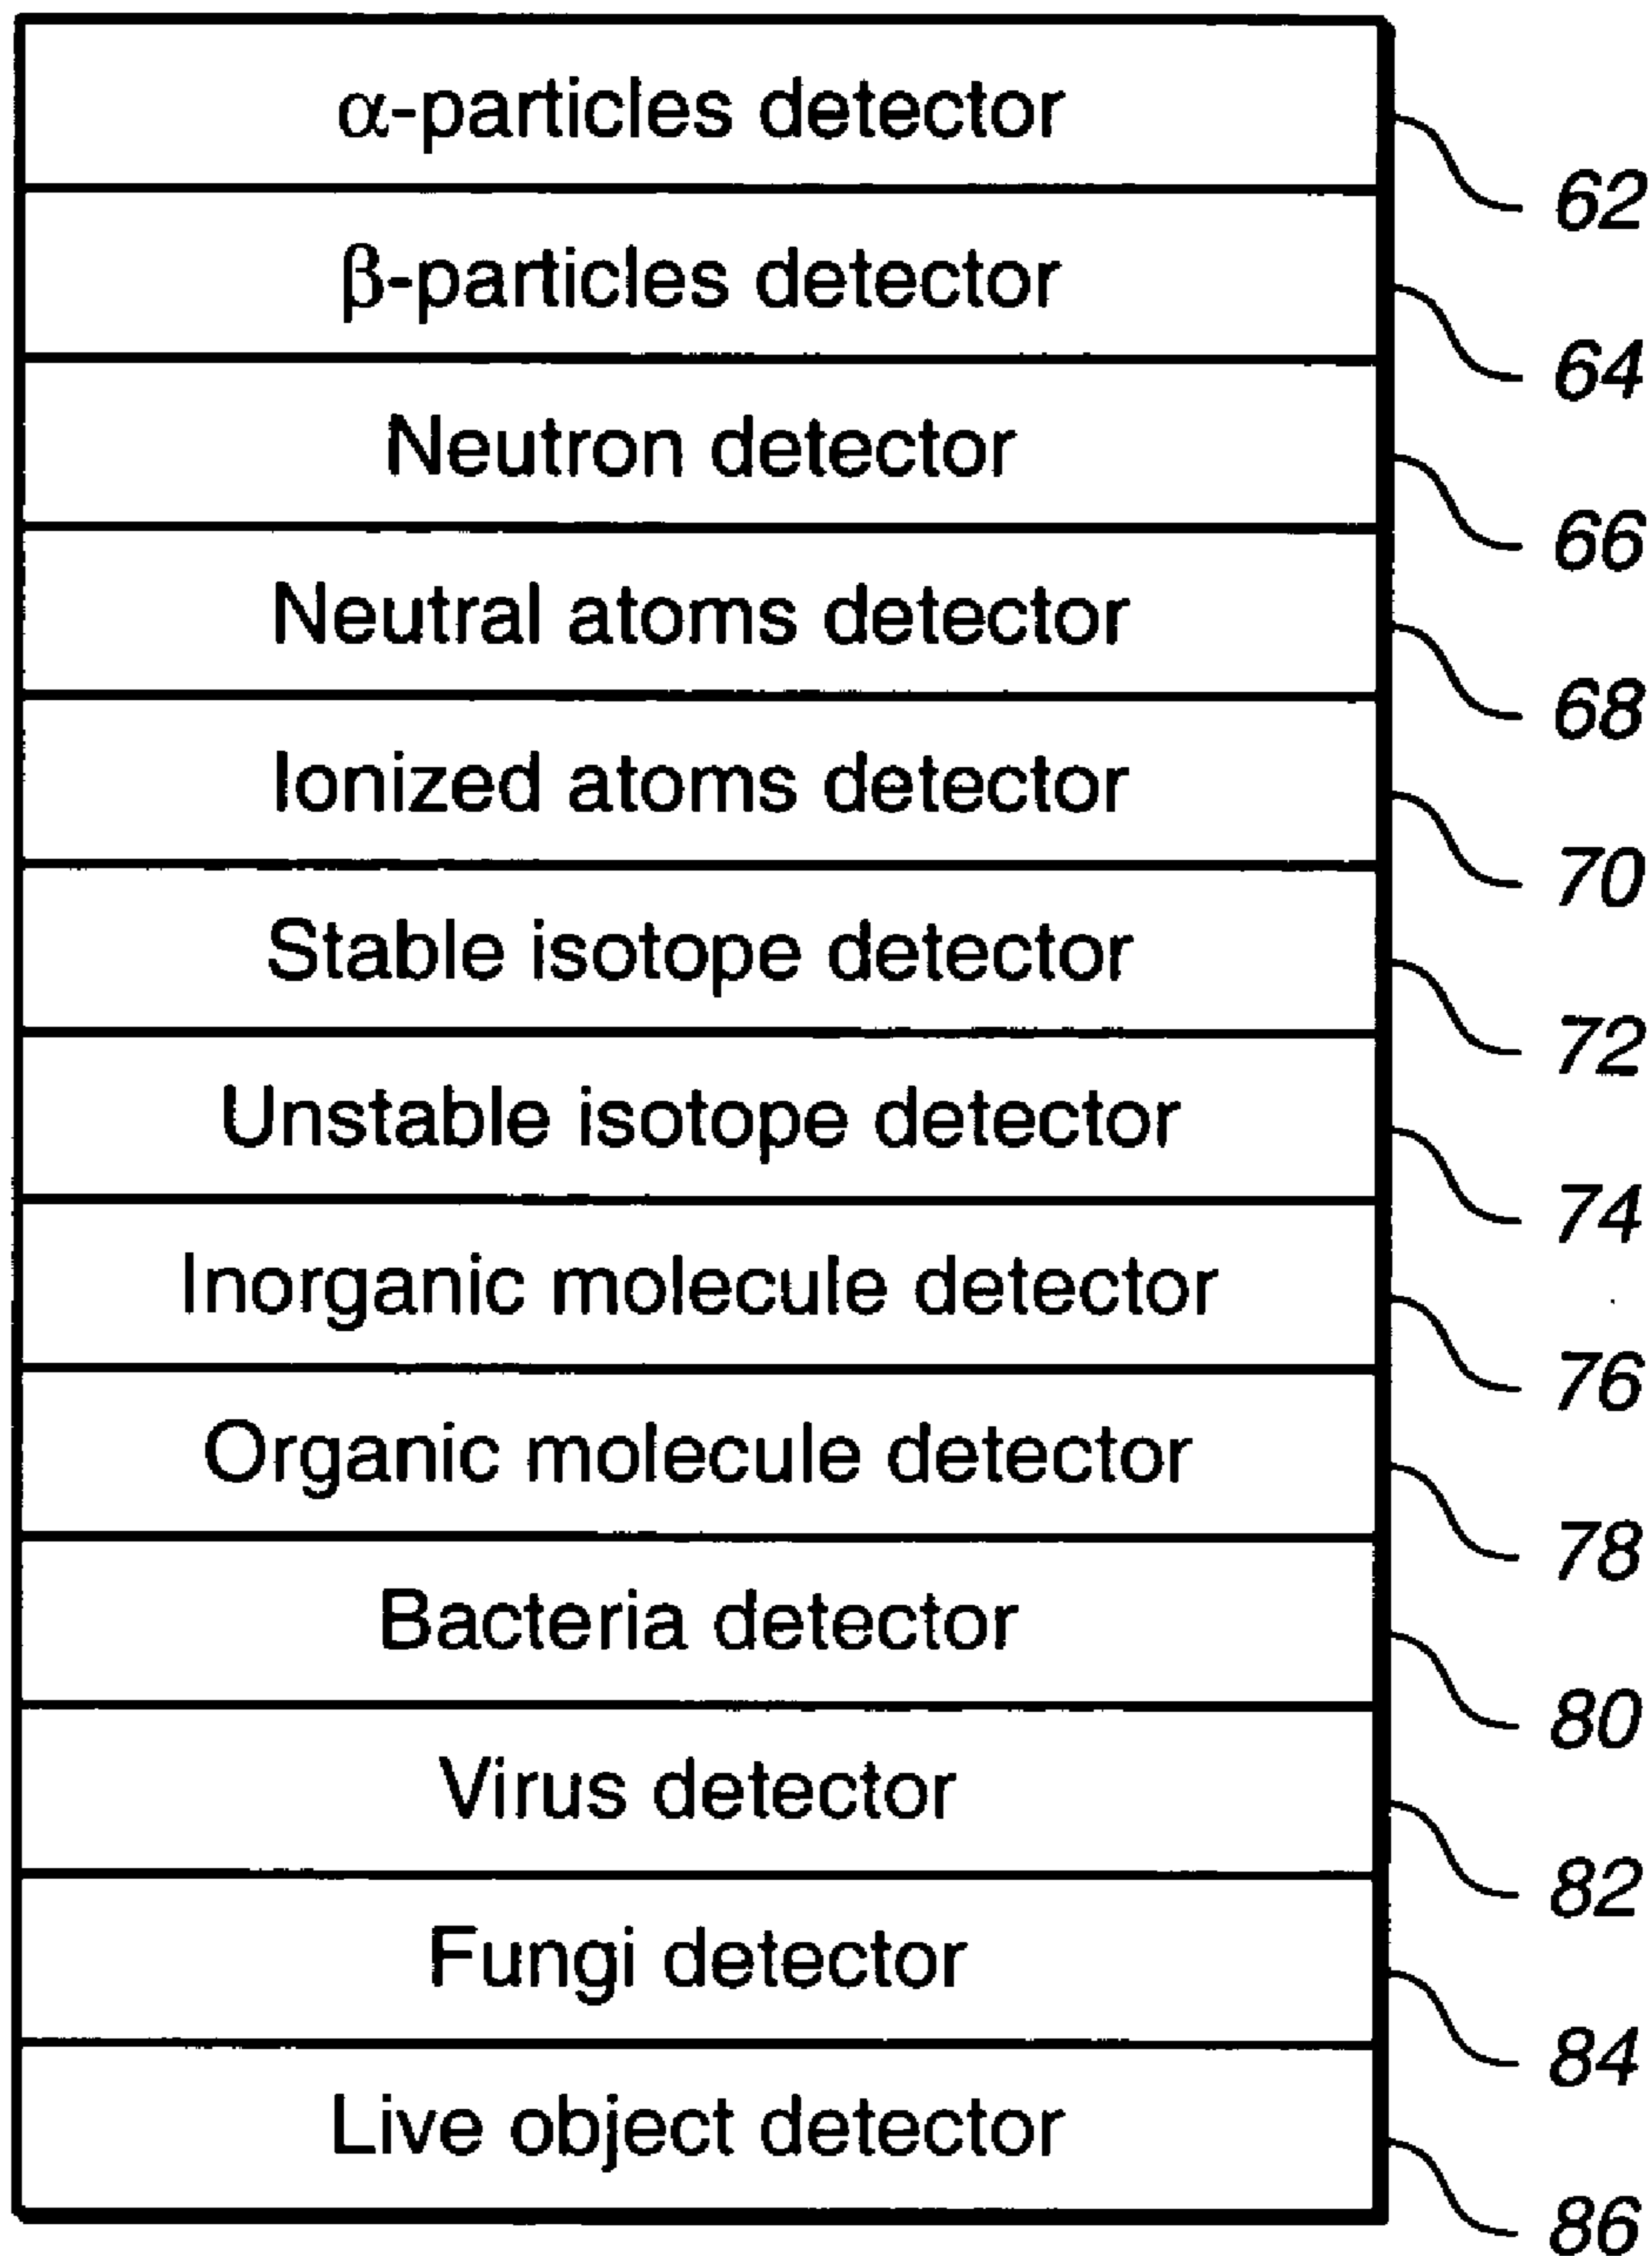 α-particles detector
62
β-particles detector
64
Neutron detector
66
Neutral atoms detector
68
Ionized atoms detector
70
Stable isotope detector
72
Unstable isotope detector
74
Inorganic molecule detector
76
Organic molecule detector
78
Bacteria detector
80
Virus detector
82
Fungi detector
84
Live object detector
86